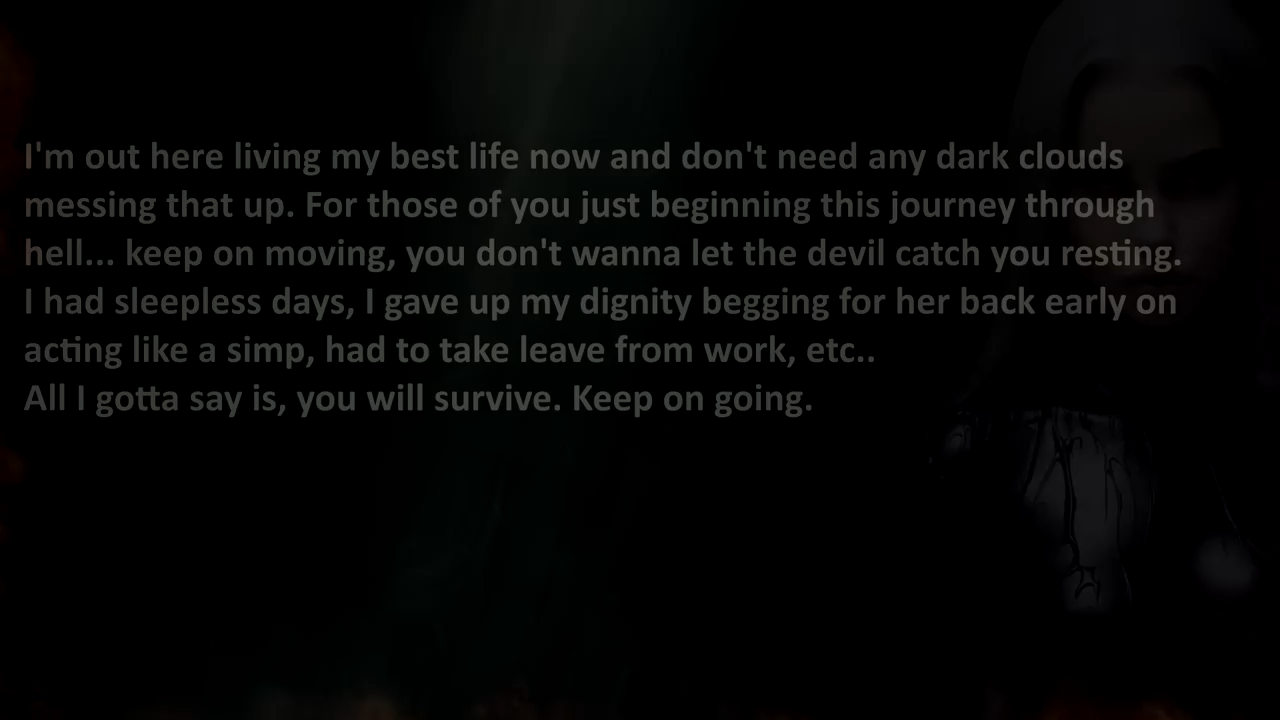 I'm out here living my best life now and don't need any dark clouds
messing that up. For those of you just beginning this journey through
hell... keep on moving, you don't wanna let the devil catch you resting.
I had sleepless days, I gave up my dignity begging for her back early on
acting like a simp, had to take leave from work, etc..
All I gotta say is, you will survive. Keep on going.